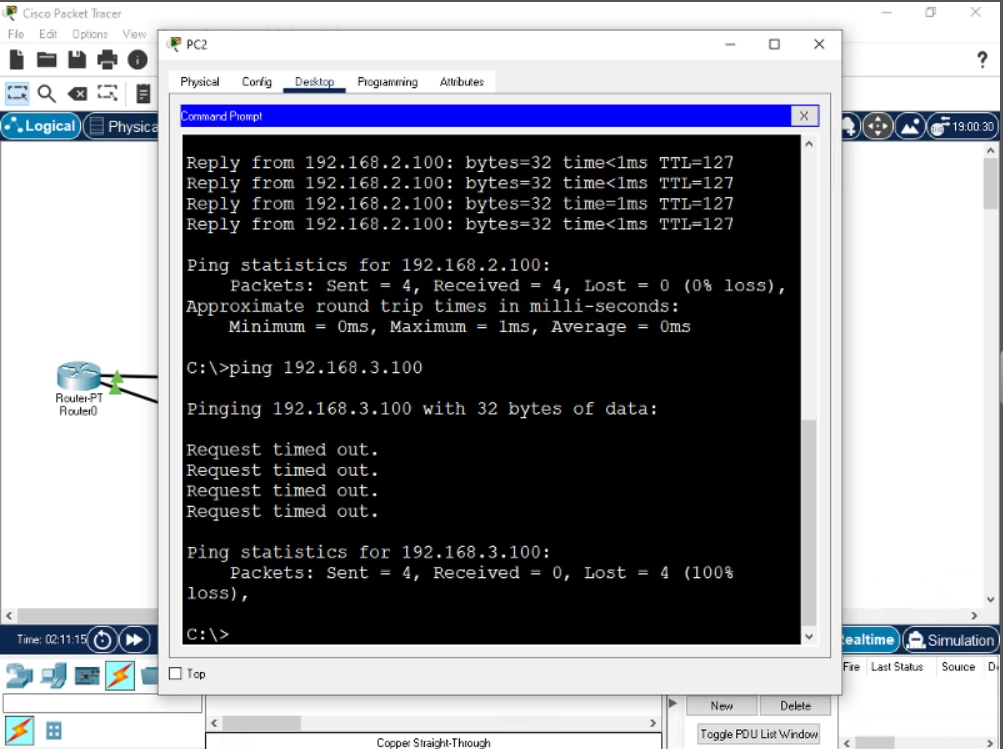 Cisco Packet Tracer
File Edit Options View
PC2
?
Physical Config Desktop Programming Attributes
Command Prompt
X
Logical
Physica
19:00:30
Reply from 192.168.2.100: bytes=32 time<1ms TTL=127
Reply from 192.168.2.100: bytes=32 time<1ms TTL=127
Reply from 192.168.2.100: bytes=32 time=1ms TTL=127
Reply from 192.168.2.100: bytes=32 time<1ms TTL=127
Ping statistics for 192.168.2.100:
Packets: Sent = 4, Received = 4, Lost = 0 (0% loss),
Approximate round trip times in milli-seconds:
Minimum = 0ms, Maximum = 1ms, Average = 0ms
C:\>ping 192.168.3.100
Pinging 192.168.3.100 with 32 bytes of data:
Request timed out.
Request timed out.
Request timed out.
Request timed out.
Ping statistics for 192.168.3.100:
Packets: Sent = 4, Received = 0, Lost = 4 (100%
loss),
C:\>
Router-PT
Router0
Time: 02:11:15
ealtime
Simulation
Top
Fire Last Status Source D
New Delete
Toggle PDU List Window
Copper Straight-Through